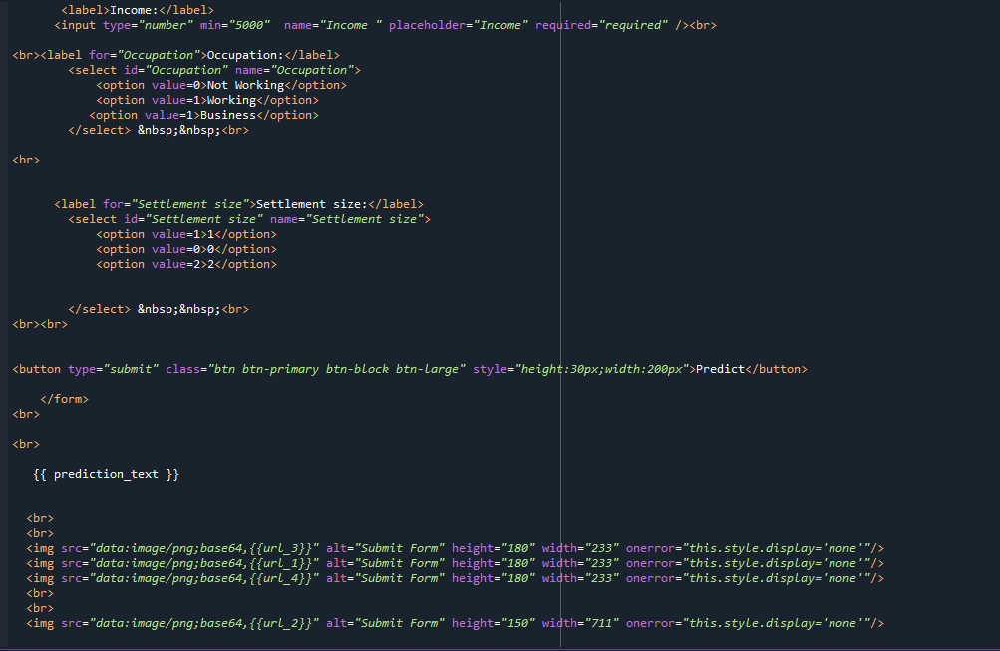 <label>Income:</label>
<input type="number" min="5000"  name="Income " placeholder="Income" required="required" /><br>
<br><label for="Occupation">Occupation:</label>
<select id="Occupation" name="Occupation">
<option value=0>Not Working</option>
<option value=1>Working</option>
<option value=1>Business</option>
</select> &nbsp;&nbsp;<br>
<br>
<label for="Settlement size">Settlement size:</label>
<select id="Settlement size" name="Settlement size">
<option value=1>1</option>
<option value=0>0</option>
<option value=2>2</option>
</select> &nbsp;&nbsp;<br>
<br><br>
<button type="submit" class="btn btn-primary btn-block btn-large" style="height:30px;width:200px">Predict</button>
</form>
<br>
<br>
{{ prediction_text }}
<br>
<br>
<img src="data:image/png;base64,{{url_3}}" alt="Submit Form" height="180" width="233" onerror="this.style.display='none'"/>
<img src="data:image/png;base64,{{url_1}}" alt="Submit Form" height="180" width="233" onerror="this.style.display='none'"/>
<img src="data:image/png;base64,{{url_4}}" alt="Submit Form" height="180" width="233" onerror="this.style.display='none'"/>
<br>
<br>
<img src="data:image/png;base64,{{url_2}}" alt="Submit Form" height="150" width="711" onerror="this.style.display='none'"/>